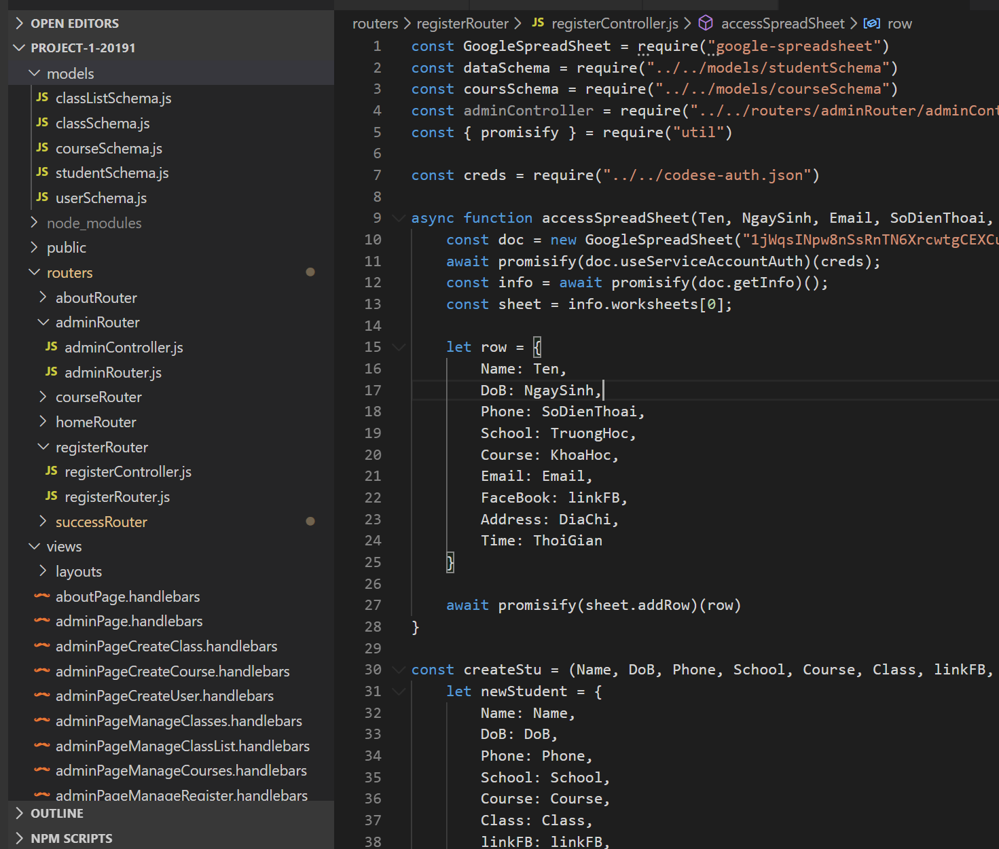 OPEN EDITORS
PROJECT-1-20191
models
JS classListSchema.js
JS classSchema.js
JS courseSchema.js
JS studentSchema.js
JS userSchema.js
node_modules
public
routers
aboutRouter
adminRouter
JS adminController.js
JS adminRouter.js
courseRouter
homeRouter
registerRouter
JS registerController.js
JS registerRouter.js
successRouter
views
layouts
aboutPage.handlebars
adminPage.handlebars
adminPageCreateClass.handlebars
adminPageCreateCourse.handlebars
adminPageCreateUser.handlebars
adminPageManageClasses.handlebars
adminPageManageClassList.handlebars
adminPageManageCourses.handlebars
adminPageManageRegister.handlebars
OUTLINE
NPM SCRIPTS
routers > registerRouter > JS registerController.js > accessSpreadSheet > row
1 const GoogleSpreadSheet = require("google-spreadsheet")
2 const dataSchema = require("../../models/studentSchema")
3 const coursSchema = require("../../models/courseSchema")
4 const adminController = require("../../routers/adminRouter/adminCont
5 const { promisify } = require("util")
6
7 const creds = require("../../codese-auth.json")
8
9 async function accessSpreadSheet(Ten, NgaySinh, Email, SoDienThoai,
10 const doc = new GoogleSpreadSheet("1jWqsINpw8nSsRnTN6XrcwtgCEXCu
11 await promisify(doc.useServiceAccountAuth)(creds);
12 const info = await promisify(doc.getInfo)();
13 const sheet = info.worksheets[0];
14
15 let row = {
16 Name: Ten,
17 DoB: NgaySinh,
18 Phone: SoDienThoai,
19 School: TruongHoc,
20 Course: KhoaHoc,
21 Email: Email,
22 FaceBook: linkFB,
23 Address: DiaChi,
24 Time: ThoiGian
25 }
26
27 await promisify(sheet.addRow)(row)
28 }
29
30 const createStu = (Name, DoB, Phone, School, Course, Class, linkFB,
31 let newStudent = {
32 Name: Name,
33 DoB: DoB,
34 Phone: Phone,
35 School: School,
36 Course: Course,
37 Class: Class,
38 linkFB: linkFB,